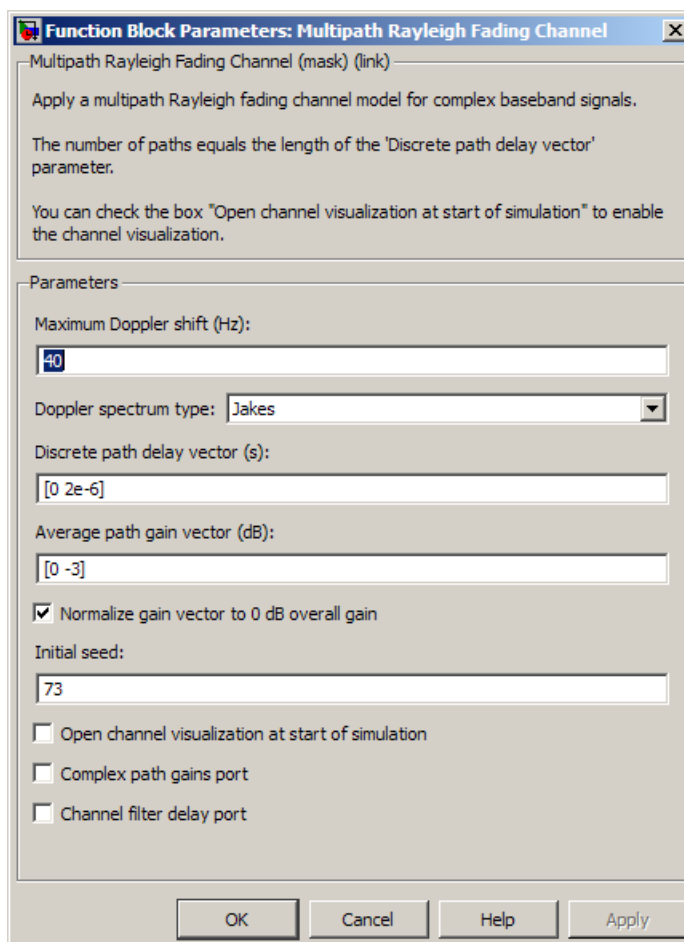 Function Block Parameters: Multipath Rayleigh Fading Channel
Multipath Rayleigh Fading Channel (mask) (link)
Apply a multipath Rayleigh fading channel model for complex baseband signals.
The number of paths equals the length of the 'Discrete path delay vector'
parameter.
You can check the box "Open channel visualization at start of simulation" to enable
the channel visualization.
Parameters
Maximum Doppler shift (Hz):
40
Doppler spectrum type: Jakes
Discrete path delay vector (s):
[0 2e-6]
Average path gain vector (dB):
[0 -3]
Normalize gain vector to 0 dB overall gain
Initial seed:
73
Open channel visualization at start of simulation
Complex path gains port
Channel filter delay port
OK Cancel Help Apply